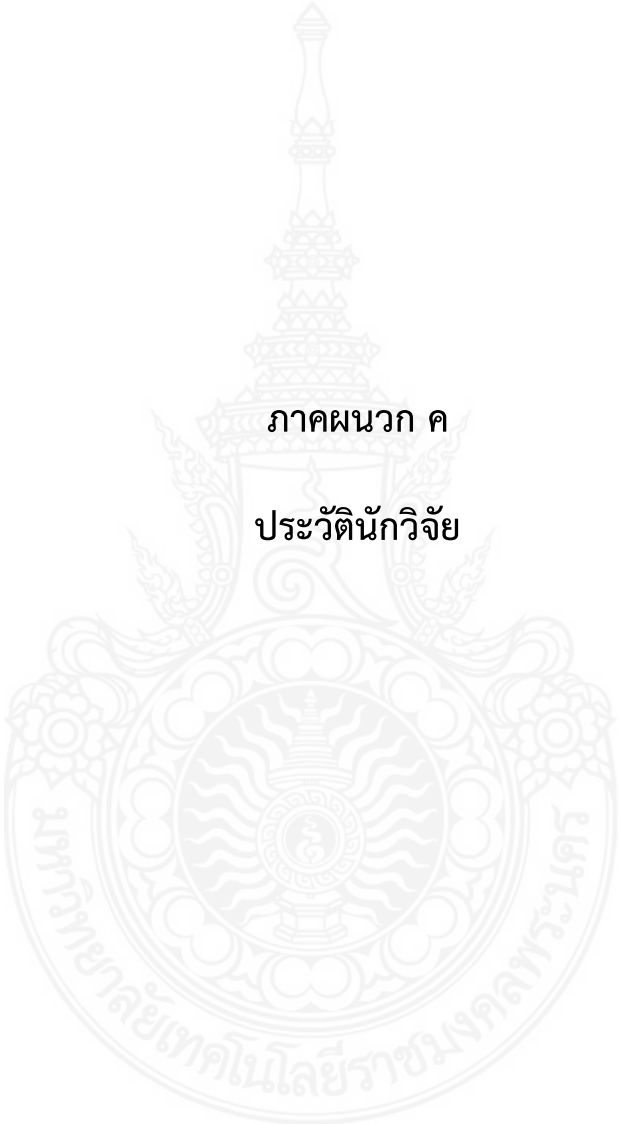 ภาคผนวก ค
ประวัตินักวิจัย
มหาวิทยาลัยเทคโนโลยีราชมงคลพระนคร